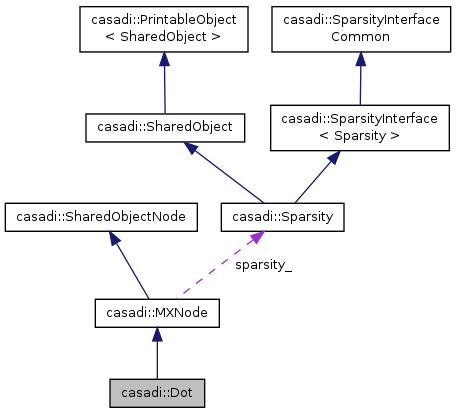 casadi::PrintableObject
< SharedObject >
casadi::SparsityInterface
Common
casadi::SharedObject
casadi::SparsityInterface
< Sparsity >
casadi::SharedObjectNode
casadi::Sparsity
sparsity_
casadi::MXNode
casadi::Dot